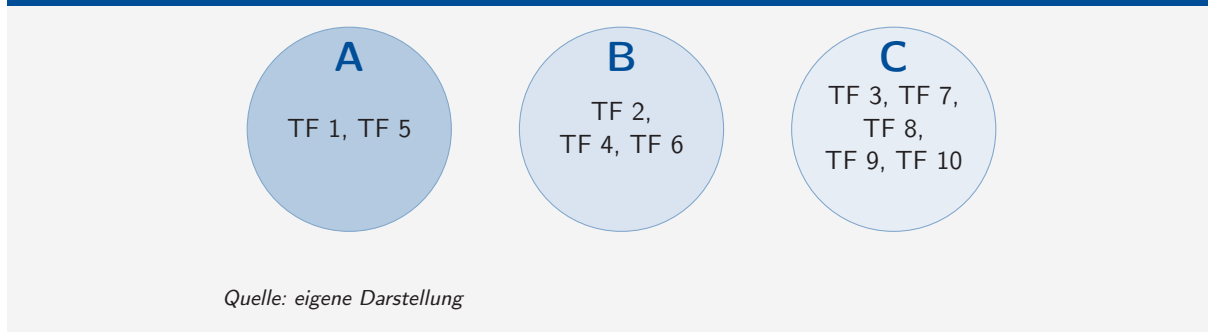 A
TF 1, TF 5
B
TF 2,
TF 4, TF 6
C
TF 3, TF 7,
TF 8,
TF 9, TF 10
Quelle: eigene Darstellung